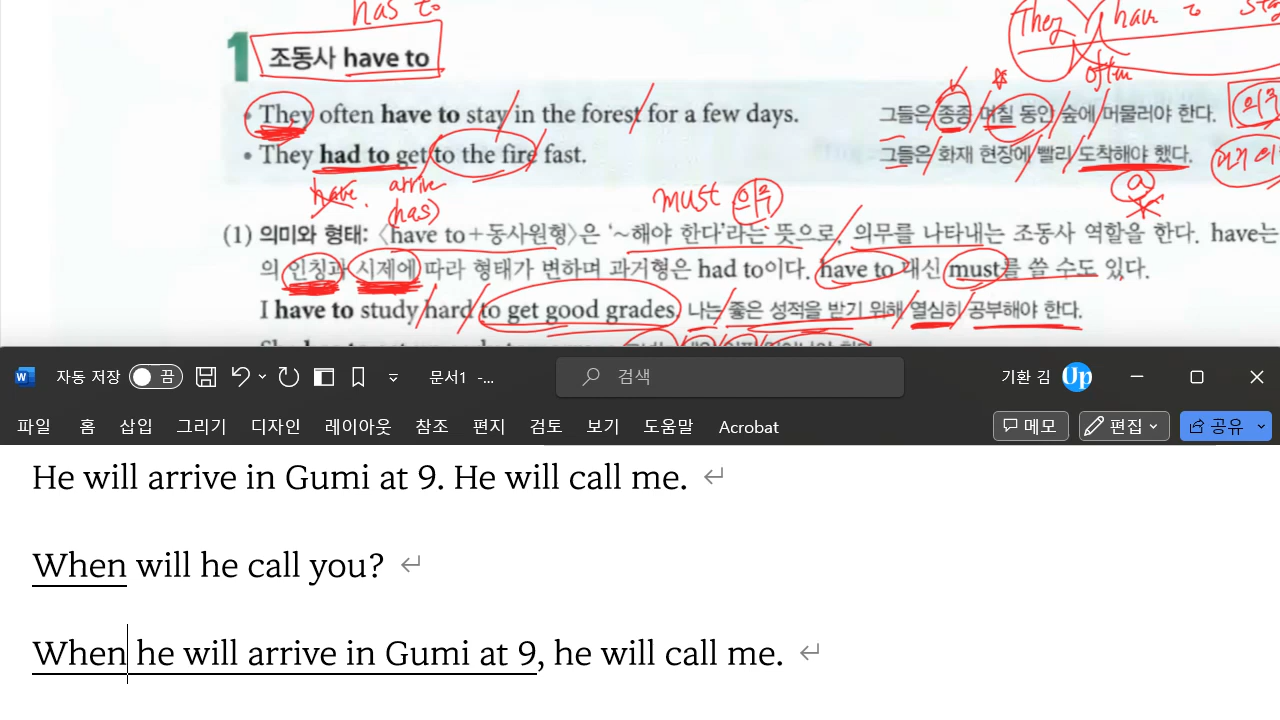 has to
They have to stay
often
1 조동사 have to
• They often have to stay in the forest for a few days. 그들은 종종 며칠 동안 숲에 머물러야 한다. 의무
• They had to get to the fire fast. 그들은 화재 현장에 빨리 도착해야 했다.
have. arrive
(has) must 의무
(1) 의미와 형태: 〈have to+동사원형〉은 '~해야 한다'라는 뜻으로, 의무를 나타내는 조동사 역할을 한다. have는
의 인칭과 시제에 따라 형태가 변하며 과거형은 had to이다. have to 대신 must를 쓸 수도 있다.
I have to study hard to get good grades. 나는 좋은 성적을 받기 위해 열심히 공부해야 한다.
자동 저장 끔 문서1 -... 검색 기환 김 Up
파일 홈 삽입 그리기 디자인 레이아웃 참조 편지 검토 보기 도움말 Acrobat 메모 편집 공유
He will arrive in Gumi at 9. He will call me.
When will he call you?
When he will arrive in Gumi at 9, he will call me.